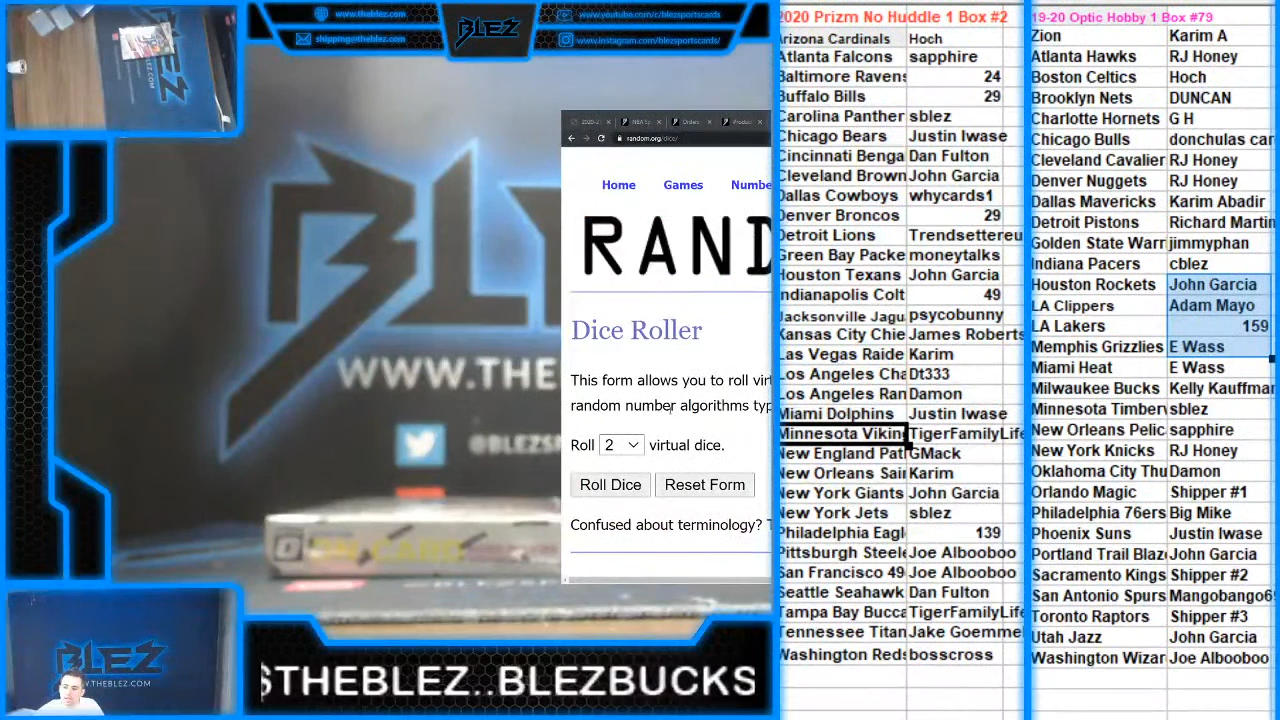 www.theblez.com
shipping@theblez.com
BLEZ
www.youtube.com/c/blezsportscards/
www.instagram.com/blezsportscards/
WWW.THE
@BLEZSP
random.org/dice/
Home Games Numbe
RAND
Dice Roller
This form allows you to roll virt
random number algorithms typ
Roll 2 virtual dice.
Roll Dice Reset Form
Confused about terminology? T
BLEZ
WWW.THEBLEZ.COM
$THEBLEZ..BLEZBUCKS
2020 Prizm No Huddle 1 Box #2
Arizona Cardinals Hoch
Atlanta Falcons sapphire
Baltimore Ravens 24
Buffalo Bills 29
Carolina Panther sblez
Chicago Bears Justin Iwase
Cincinnati Benga Dan Fulton
Cleveland Brown John Garcia
Dallas Cowboys whycards1
Denver Broncos 29
Detroit Lions Trendsettereu
Green Bay Packe moneytalks
Houston Texans John Garcia
Indianapolis Colt 49
Jacksonville Jagu psycobunny
Kansas City Chie James Roberts
Las Vegas Raide Karim
Los Angeles Cha Dt333
Los Angeles Ran Damon
Miami Dolphins Justin Iwase
Minnesota Viking TigerFamilyLife
New England Pat GMack
New Orleans Sai Karim
New York Giants John Garcia
New York Jets sblez
Philadelphia Eagl 139
Pittsburgh Steele Joe Albooboo
San Francisco 49 Joe Albooboo
Seattle Seahawk Dan Fulton
Tampa Bay Bucca TigerFamilyLife
Tennessee Titan Jake Goemmel
Washington Reds bosscross
19-20 Optic Hobby 1 Box #79
Zion Karim A
Atlanta Hawks RJ Honey
Boston Celtics Hoch
Brooklyn Nets DUNCAN
Charlotte Hornets G H
Chicago Bulls donchulas car
Cleveland Cavalier RJ Honey
Denver Nuggets RJ Honey
Dallas Mavericks Karim Abadir
Detroit Pistons Richard Martin
Golden State Warr jimmyphan
Indiana Pacers cblez
Houston Rockets John Garcia
LA Clippers Adam Mayo
LA Lakers 159
Memphis Grizzlies E Wass
Miami Heat E Wass
Milwaukee Bucks Kelly Kauffman
Minnesota Timberv sblez
New Orleans Pelic sapphire
New York Knicks RJ Honey
Oklahoma City Thu Damon
Orlando Magic Shipper #1
Philadelphia 76ers Big Mike
Phoenix Suns Justin Iwase
Portland Trail Blaz John Garcia
Sacramento Kings Shipper #2
San Antonio Spurs Mangobango69
Toronto Raptors Shipper #3
Utah Jazz John Garcia
Washington Wizar Joe Albooboo